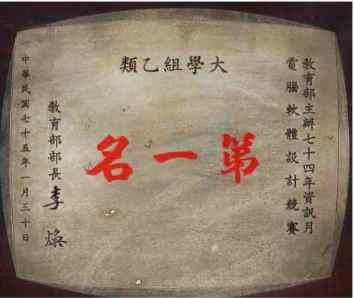 教育部主辦七十四年資訊月
電腦軟體設計競賽
大學組乙類
第一名
教育部部長李煥
中華民國七十五年一月三十日